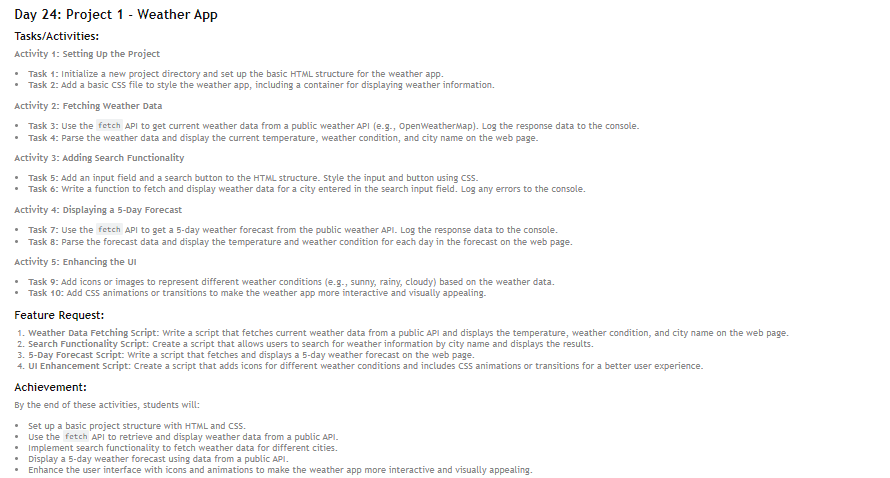 Day 24: Project 1 - Weather App
Tasks/Activities:
Activity 1: Setting Up the Project
• Task 1: Initialize a new project directory and set up the basic HTML structure for the weather app.
• Task 2: Add a basic CSS file to style the weather app, including a container for displaying weather information.
Activity 2: Fetching Weather Data
• Task 3: Use the fetch API to get current weather data from a public weather API (e.g., OpenWeatherMap). Log the response data to the console.
• Task 4: Parse the weather data and display the current temperature, weather condition, and city name on the web page.
Activity 3: Adding Search Functionality
• Task 5: Add an input field and a search button to the HTML structure. Style the input and button using CSS.
• Task 6: Write a function to fetch and display weather data for a city entered in the search input field. Log any errors to the console.
Activity 4: Displaying a 5-Day Forecast
• Task 7: Use the fetch API to get a 5-day weather forecast from the public weather API. Log the response data to the console.
• Task 8: Parse the forecast data and display the temperature and weather condition for each day in the forecast on the web page.
Activity 5: Enhancing the UI
• Task 9: Add icons or images to represent different weather conditions (e.g., sunny, rainy, cloudy) based on the weather data.
• Task 10: Add CSS animations or transitions to make the weather app more interactive and visually appealing.
Feature Request:
1. Weather Data Fetching Script: Write a script that fetches current weather data from a public API and displays the temperature, weather condition, and city name on the web page.
2. Search Functionality Script: Create a script that allows users to search for weather information by city name and displays the results.
3. 5-Day Forecast Script: Write a script that fetches and displays a 5-day weather forecast on the web page.
4. UI Enhancement Script: Create a script that adds icons for different weather conditions and includes CSS animations or transitions for a better user experience.
Achievement:
By the end of these activities, students will:
• Set up a basic project structure with HTML and CSS.
• Use the fetch API to retrieve and display weather data from a public API.
• Implement search functionality to fetch weather data for different cities.
• Display a 5-day weather forecast using data from a public API.
• Enhance the user interface with icons and animations to make the weather app more interactive and visually appealing.